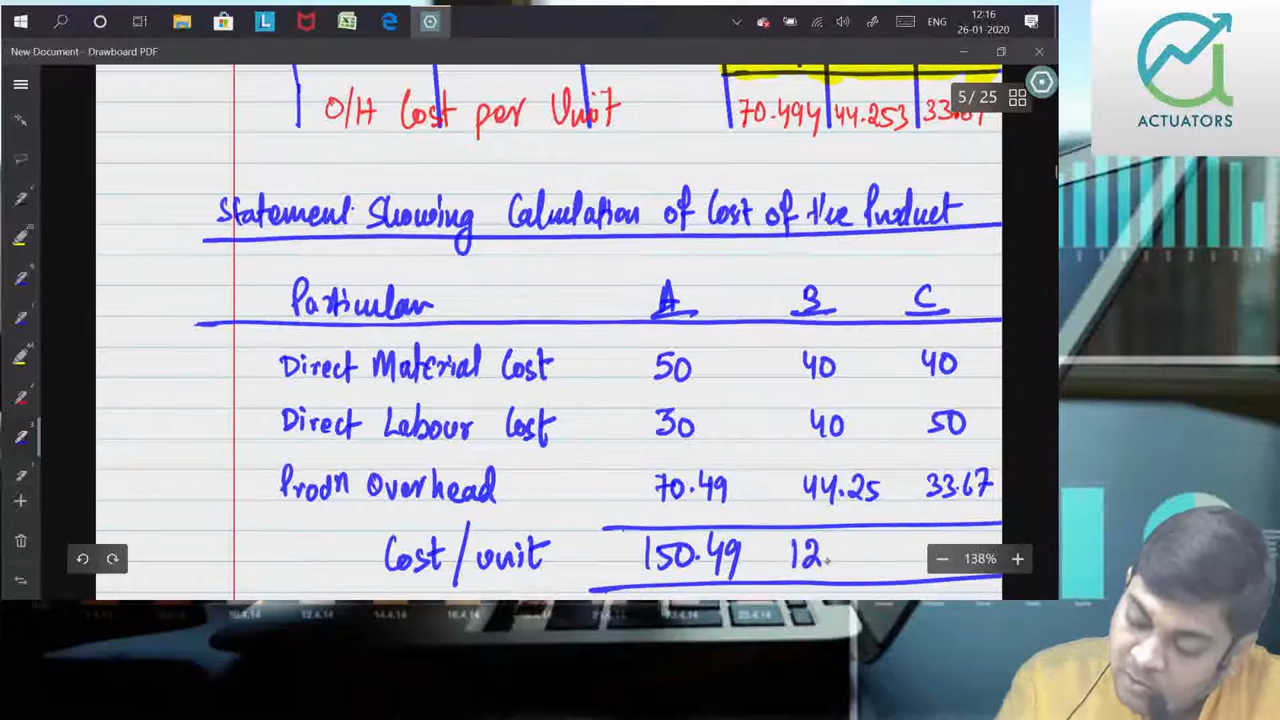 12:16
ENG
26-01-2020
New Document - Drawboard PDF
5 / 25
ACTUATORS
O/H Cost per Unit 70.494 44.253 33.67
Statement Showing Calculation of Cost of the Product
Particular A B C
Direct Material Cost 50 40 40
Direct Labour Cost 30 40 50
Prodn Overhead 70.49 44.25 33.67
Cost/unit 150.49 12
138%